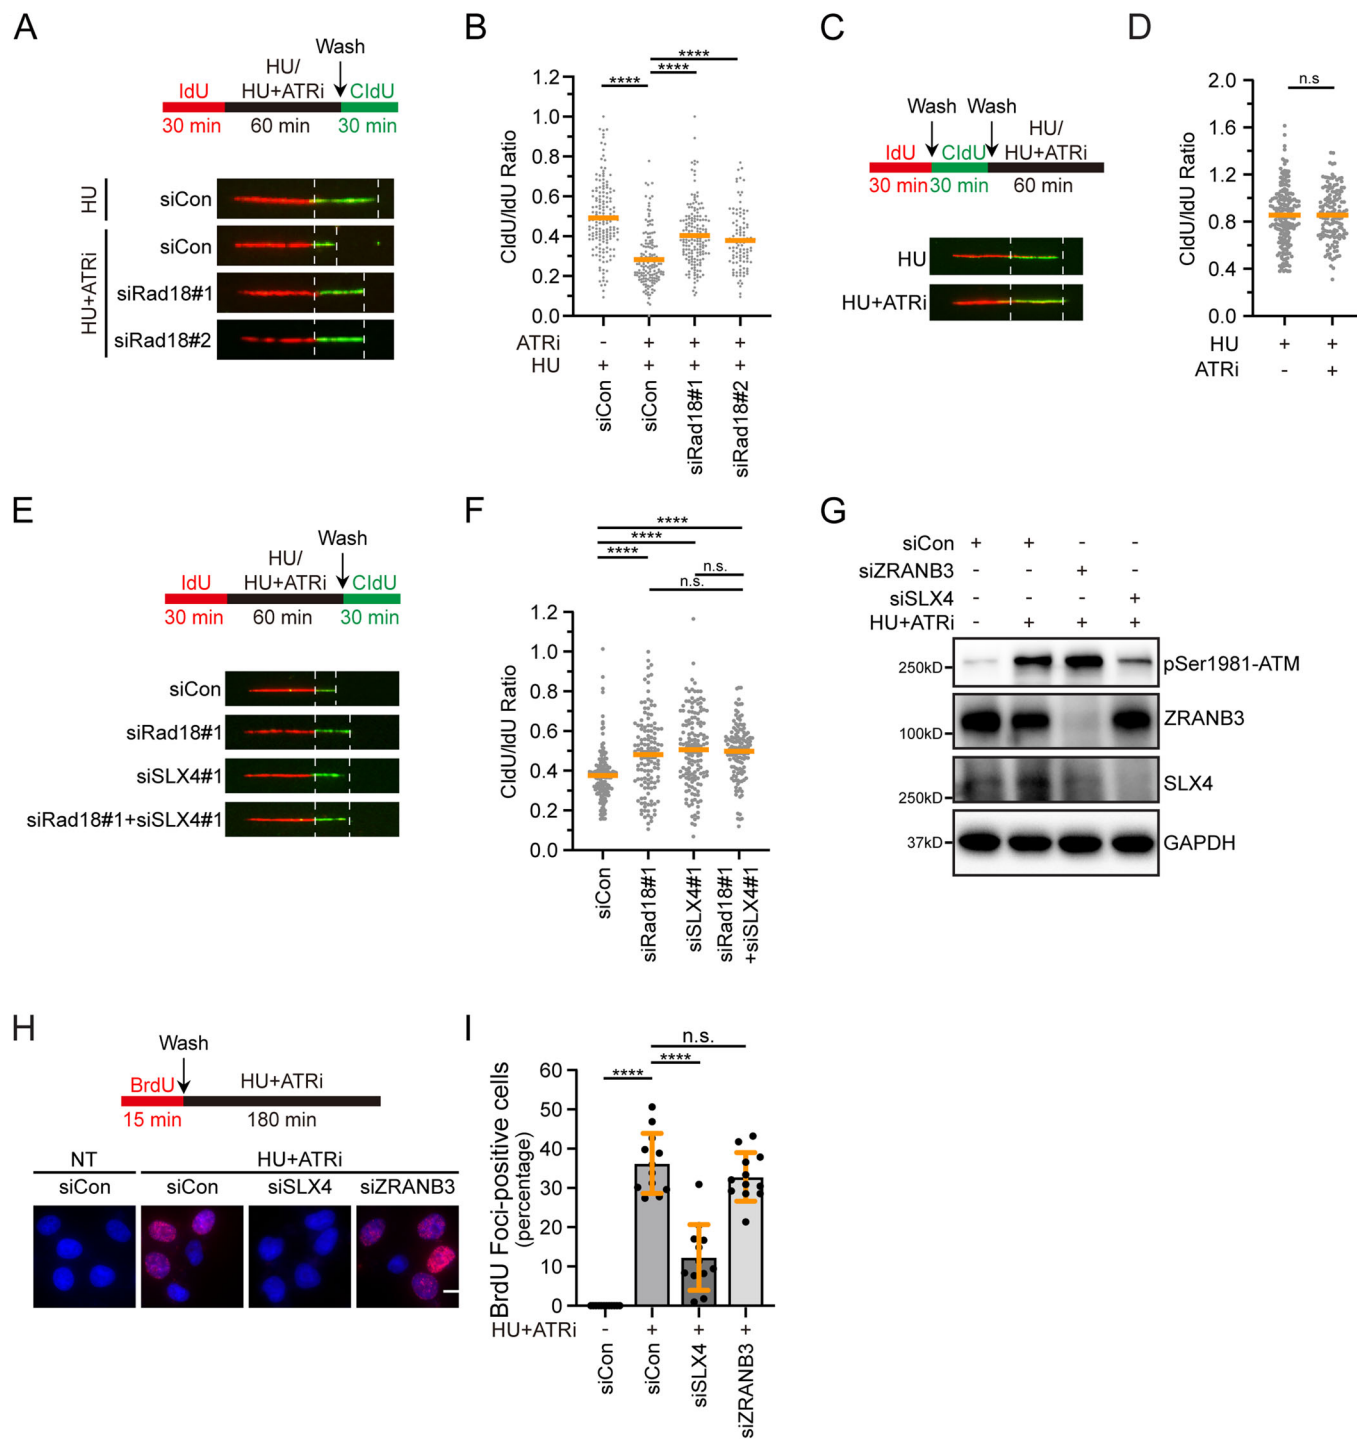 A
Wash
HU/
IdU HU+ATRi CldU
30 min 60 min 30 min
HU
siCon
HU+ATRi
siCon
siRad18#1
siRad18#2
B
****
**** ****
CldU/IdU Ratio
1.2
1.0
0.8
0.6
0.4
0.2
0.0
ATRi - + + +
HU + + + +
siCon siCon siRad18#1 siRad18#2
C
Wash Wash
HU/
IdU CldU HU+ATRi
30 min 30 min 60 min
HU
HU+ATRi
D
n.s
CldU/IdU Ratio
2.0
1.6
1.2
0.8
0.4
0.0
HU + +
ATRi - +
E
Wash
HU/
IdU HU+ATRi CldU
30 min 60 min 30 min
siCon
siRad18#1
siSLX4#1
siRad18#1+siSLX4#1
F
****
****
**** n.s.
n.s.
CldU/IdU Ratio
1.2
1.0
0.8
0.6
0.4
0.2
0.0
siCon siRad18#1 siSLX4#1 siRad18#1
+siSLX4#1
G
siCon + + - -
siZRANB3 - - + -
siSLX4 - - - +
HU+ATRi - + + +
250kD pSer1981-ATM
100kD ZRANB3
250kD SLX4
37kD GAPDH
H
Wash
BrdU HU+ATRi
15 min 180 min
NT HU+ATRi
siCon siCon siSLX4 siZRANB3
I
n.s.
****
****
BrdU Foci-positive cells
(percentage)
60
50
40
30
20
10
0
HU+ATRi - + + +
siCon siCon siSLX4 siZRANB3